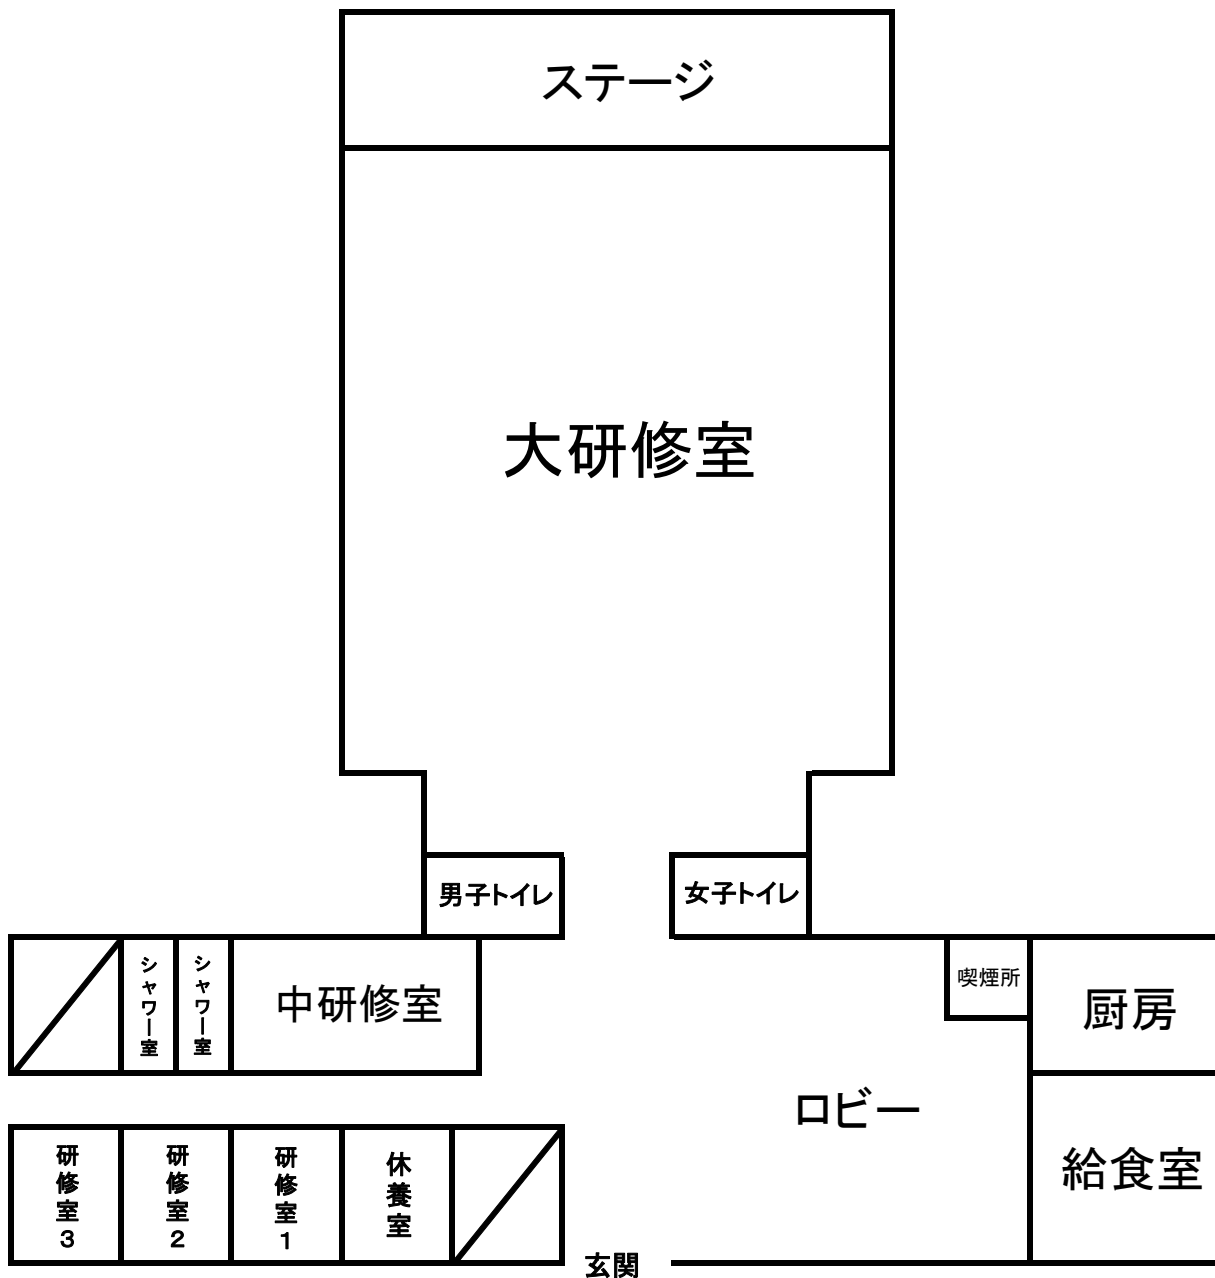 ステージ
大研修室
男子トイレ
女子トイレ
シャワー室
シャワー室
中研修室
喫煙所
厨房
ロビー
研修室3
研修室2
研修室1
休養室
給食室
玄関